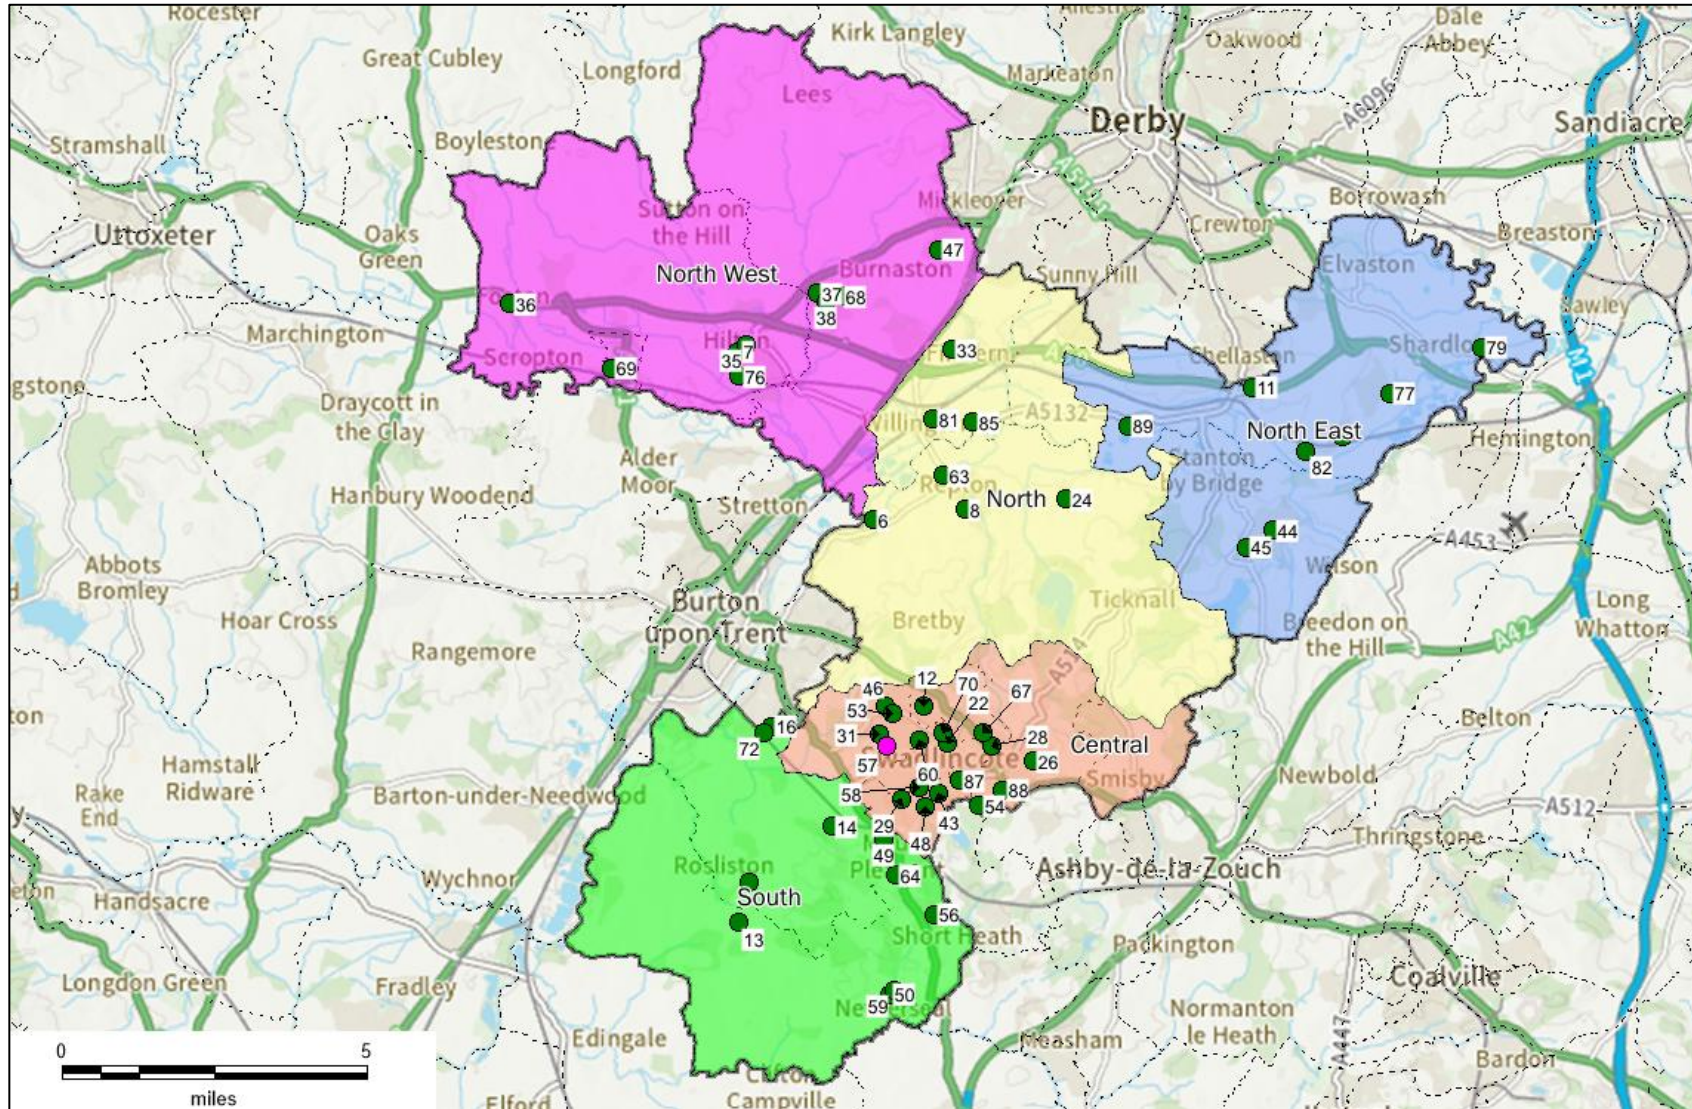 Rocester
Kirk Langley
Dale
Abbey
Great Cubley
Longford
Oakwood
Markeaton
Lees
A6096
Derby
Sandiacre
Stramshall
Boylestone
A5111
Mickleover
Borrowash
Sutton on
the Hill
Crewton
Uttoxeter
Oaks
Green
Breaston
47
North West
Burnaston
Sunny Hill
Elvaston
36
37
68
38
Sawley
Marchington
Hilton
7
35
33
Scropton
Chellaston
79
M1
69
76
11
77
Draycott in
the Clay
81
85
A5132
89
North East
Hemington
82
Alder
Moor
Stanton
by Bridge
63
Repton
Hanbury Woodend
Stretton
8
North
24
6
44
45
A453
Wilson
Abbots
Bromley
Burton
upon Trent
Ticknall
Long
Whatton
Hoar Cross
Bretby
Breedon on
the Hill
A42
Rangemore
A514
12
70
67
46
22
53
16
72
31
28
Central
Belton
57
Swadlincote
26
Hamstall
Ridware
60
87
Smisby
Newbold
Rake
End
Barton-under-Needwood
58
88
A512
54
14
29
43
48
49
Thringstone
Rosliston
64
Ashby-de-la-Zouch
Wychnor
Handsacre
South
56
13
Short Heath
Packington
Coalville
Longdon Green
Fradley
50
59
Normanton
le Heath
Edingale
Measham
A447
Bardon
0
5
miles
Elford
Campville